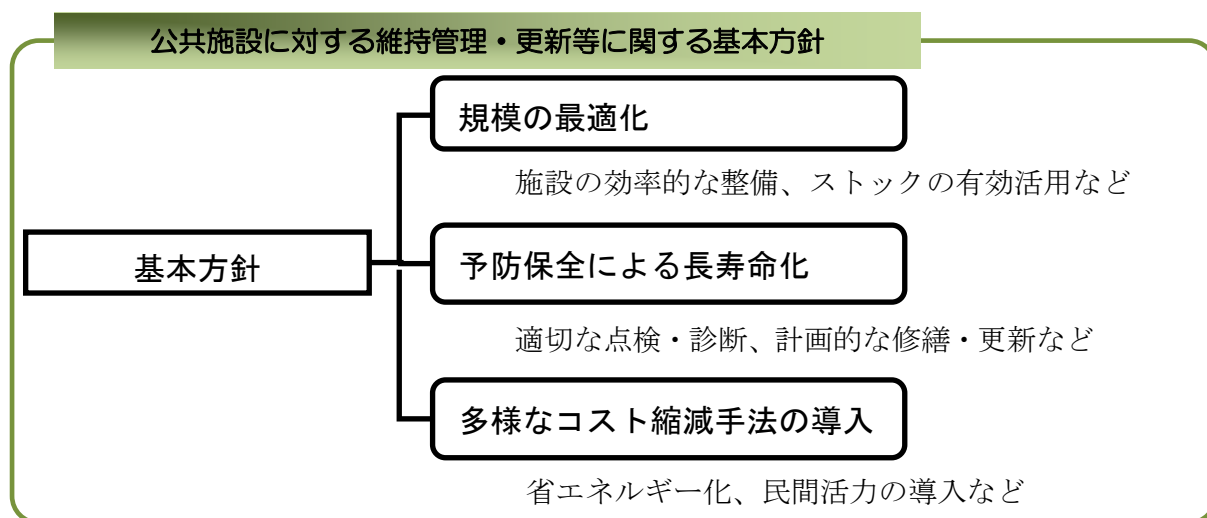 公共施設に対する維持管理・更新等に関する基本方針
規模の最適化
施設の効率的な整備、ストックの有効活用など
基本方針
予防保全による長寿命化
適切な点検・診断、計画的な修繕・更新など
多様なコスト縮減手法の導入
省エネルギー化、民間活力の導入など